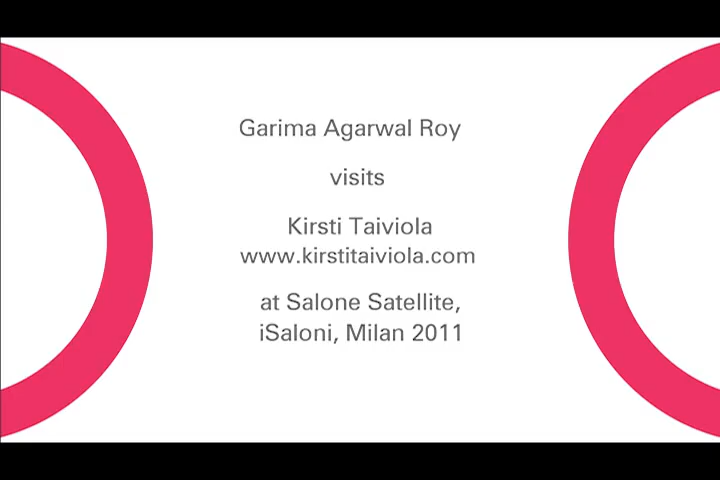 Garima Agarwal Roy
visits
Kirsti Taiviola
www.kirstitaiviola.com
at Salone Satellite,
iSaloni, Milan 2011